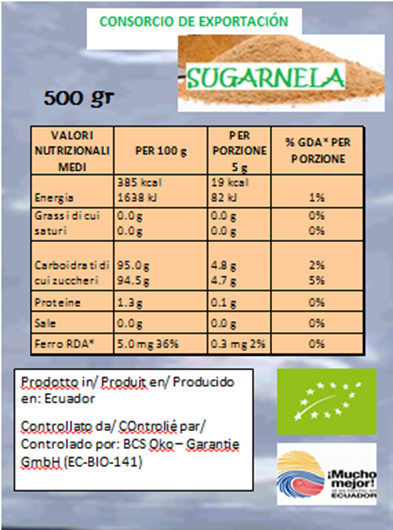 CONSORCIO DE EXPORTACIÓN
SUGARNELA
500 gr
VALORI NUTRIZIONALI MEDI PER 100 g PER PORZIONE 5 g % GDA* PER PORZIONE
385 kcal 19 kcal
Energia 1638 kJ 82 kJ 1%
Grassi di cui 0.0g 0.0 g 0%
saturi 0.0g 0.0 g 0%
Carboidrati di 95.0g 4.8 g 2%
cui zuccheri 94.5g 4.7 g 5%
Proteine 1.3g 0.1 g 0%
Sale 0.0g 0.0 g 0%
Ferro RDA* 5.0 mg 36% 0.3 mg 2% 0%
Prodotto in/ Produit en/ Producido
en: Ecuador
Controllato da/ COntrolié par/
Controlado por: BCS Oko – Garantie
GmbH (EC-BIO-141)
¡Mucho
mejor!
ECUADOR